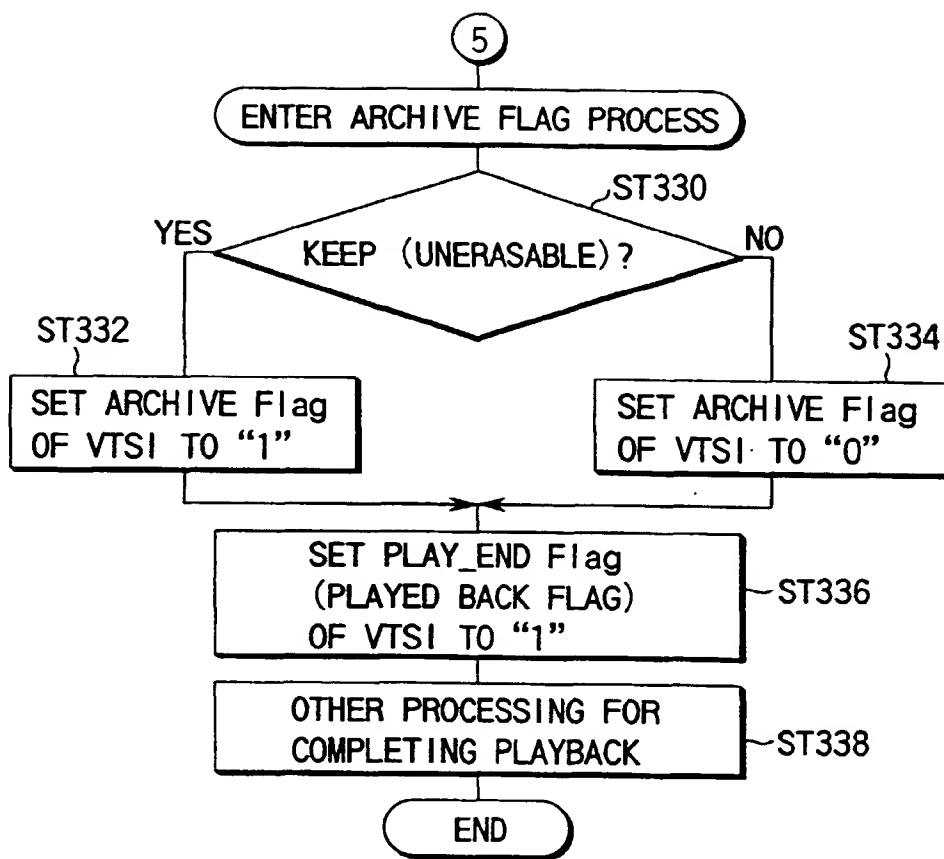 5
ENTER ARCHIVE FLAG PROCESS
ST330
YES
KEEP (UNERASABLE)?
NO
ST332
ST334
SET ARCHIVE Flag
OF VTSI TO “1”
SET ARCHIVE Flag
OF VTSI TO “0”
SET PLAY_END Flag
(PLAYED BACK FLAG)
OF VTSI TO “1”
ST336
OTHER PROCESSING FOR
COMPLETING PLAYBACK
ST338
END